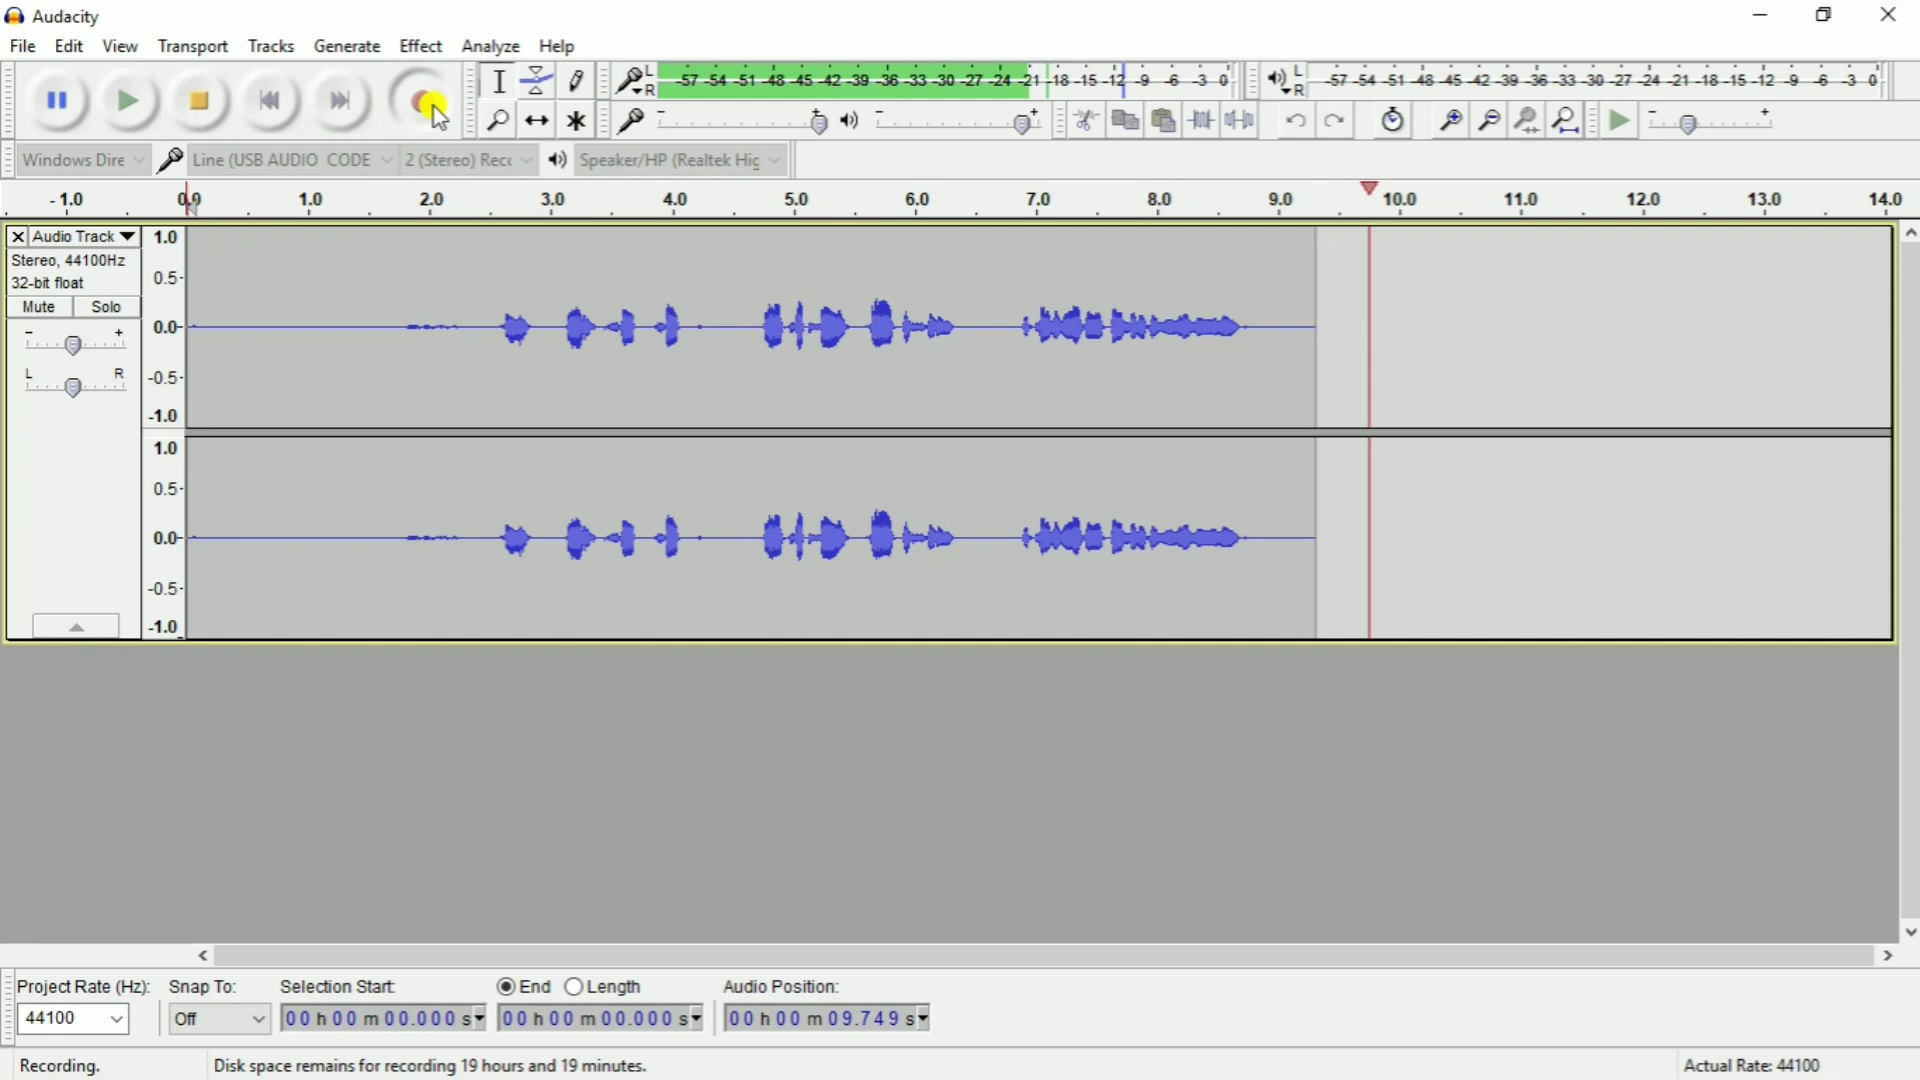 Audacity
File Edit View Transport Tracks Generate Effect Analyze Help
L R -57 -54 -51 -48 -45 -42 -39 -36 -33 -30 -27 -24 -21 -18 -15 -12 -9 -6 -3 0 L R -57 -54 -51 -48 -45 -42 -39 -36 -33 -30 -27 -24 -21 -18 -15 -12 -9 -6 -3 0
- + - + - +
Windows Dire Line (USB AUDIO CODE 2 (Stereo) Recc Speaker/HP (Realtek Hig
-1.0 0.0 1.0 2.0 3.0 4.0 5.0 6.0 7.0 8.0 9.0 10.0 11.0 12.0 13.0 14.0
X Audio Track 1.0
Stereo, 44100Hz
32-bit float 0.5
Mute Solo
- + 0.0
L R -0.5
-1.0
1.0
0.5
0.0
-0.5
-1.0
Project Rate (Hz): Snap To: Selection Start: End Length Audio Position:
44100 Off 00 h 00 m 00.000 s 00 h 00 m 00.000 s 00 h 00 m 09.749 s
Recording. Disk space remains for recording 19 hours and 19 minutes. Actual Rate: 44100